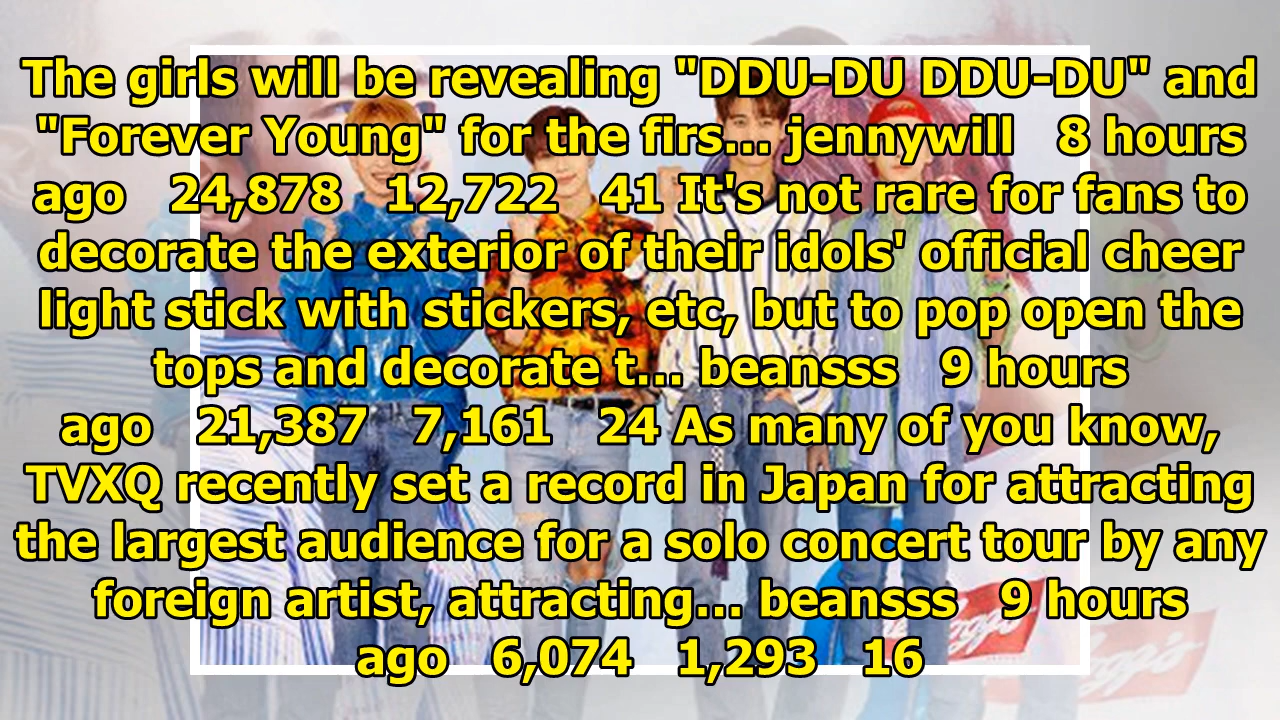 The girls will be revealing "DDU-DU DDU-DU" and
"Forever Young" for the firs... jennywill 8 hours
ago 24,878 12,722 41 It's not rare for fans to
decorate the exterior of their idols' official cheer
light stick with stickers, etc, but to pop open the
tops and decorate t... beansss 9 hours
ago 21,387 7,161 24 As many of you know,
TVXQ recently set a record in Japan for attracting
the largest audience for a solo concert tour by any
foreign artist, attracting... beansss 9 hours
ago 6,074 1,293 16